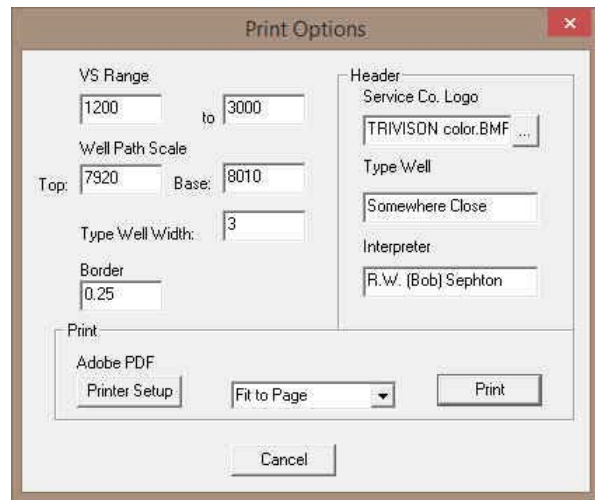 Print Options
VS Range
1200 to 3000
Well Path Scale
Top: 7920 Base: 8010
Type Well Width: 3
Border
0.25
Header
Service Co. Logo
TRIVISON color.BMF ...
Type Well
Somewhere Close
Interpreter
R.W. (Bob) Sephton
Print
Adobe PDF
Printer Setup Fit to Page Print
Cancel